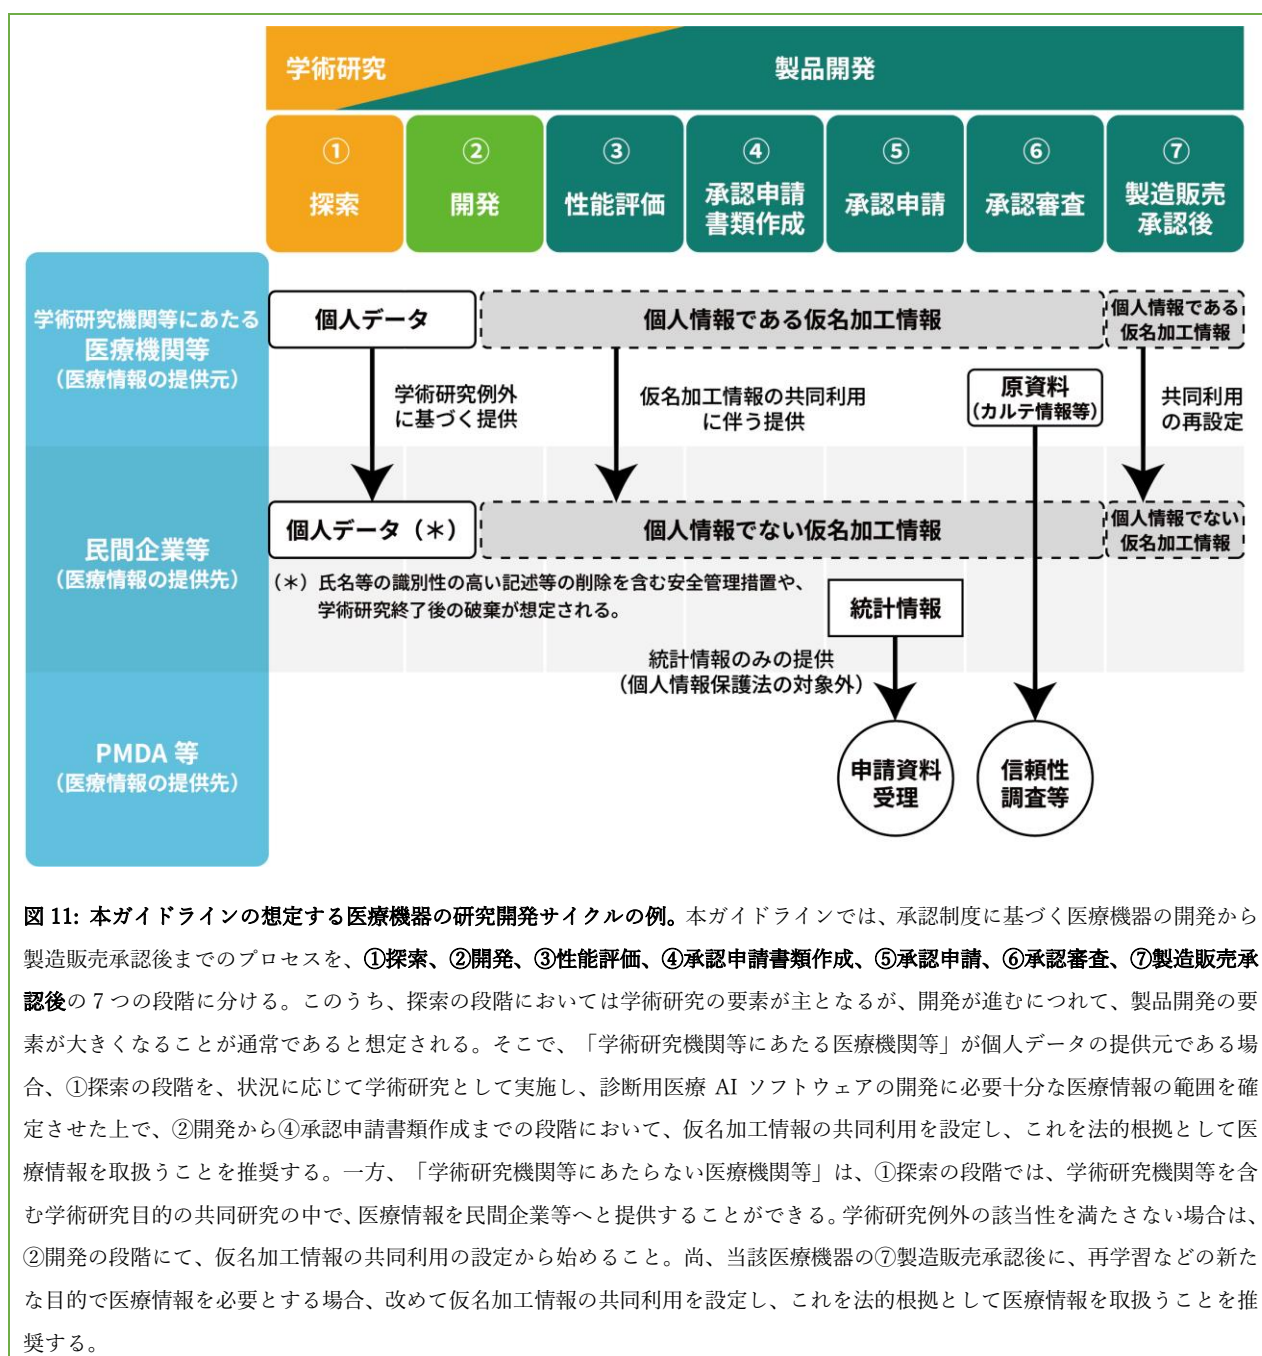 学術研究
製品開発
①
探索
②
開発
③
性能評価
④
承認申請
書類作成
⑤
承認申請
⑥
承認審査
⑦
製造販売
承認後
学術研究機関等にあたる
医療機関等
（医療情報の提供元）
個人データ
個人情報である仮名加工情報
個人情報である
仮名加工情報
学術研究例外
に基づく提供
仮名加工情報の共同利用
に伴う提供
原資料
（カルテ情報等）
共同利用
の再設定
民間企業等
（医療情報の提供先）
個人データ（＊）
個人情報でない仮名加工情報
個人情報でない
仮名加工情報
（＊）氏名等の識別性の高い記述等の削除を含む安全管理措置や、
学術研究終了後の破棄が想定される。
統計情報
統計情報のみの提供
（個人情報保護法の対象外）
PMDA 等
（医療情報の提供先）
申請資料
受理
信頼性
調査等
図 11: 本ガイドラインの想定する医療機器の研究開発サイクルの例。本ガイドラインでは、承認制度に基づく医療機器の開発から
製造販売承認後までのプロセスを、①探索、②開発、③性能評価、④承認申請書類作成、⑤承認申請、⑥承認審査、⑦製造販売承
認後の 7 つの段階に分ける。このうち、探索の段階においては学術研究の要素が主となるが、開発が進むにつれて、製品開発の要
素が大きくなることが通常であると想定される。そこで、「学術研究機関等にあたる医療機関等」が個人データの提供元である場
合、①探索の段階を、状況に応じて学術研究として実施し、診断用医療 AI ソフトウェアの開発に必要十分な医療情報の範囲を確
定させた上で、②開発から④承認申請書類作成までの段階において、仮名加工情報の共同利用を設定し、これを法的根拠として医
療情報を取扱うことを推奨する。一方、「学術研究機関等にあたらない医療機関等」は、①探索の段階では、学術研究機関等を含
む学術研究目的の共同研究の中で、医療情報を民間企業等へと提供することができる。学術研究例外の該当性を満たさない場合は、
②開発の段階にて、仮名加工情報の共同利用の設定から始めること。尚、当該医療機器の⑦製造販売承認後に、再学習などの新た
な目的で医療情報を必要とする場合、改めて仮名加工情報の共同利用を設定し、これを法的根拠として医療情報を取扱うことを推
奨する。